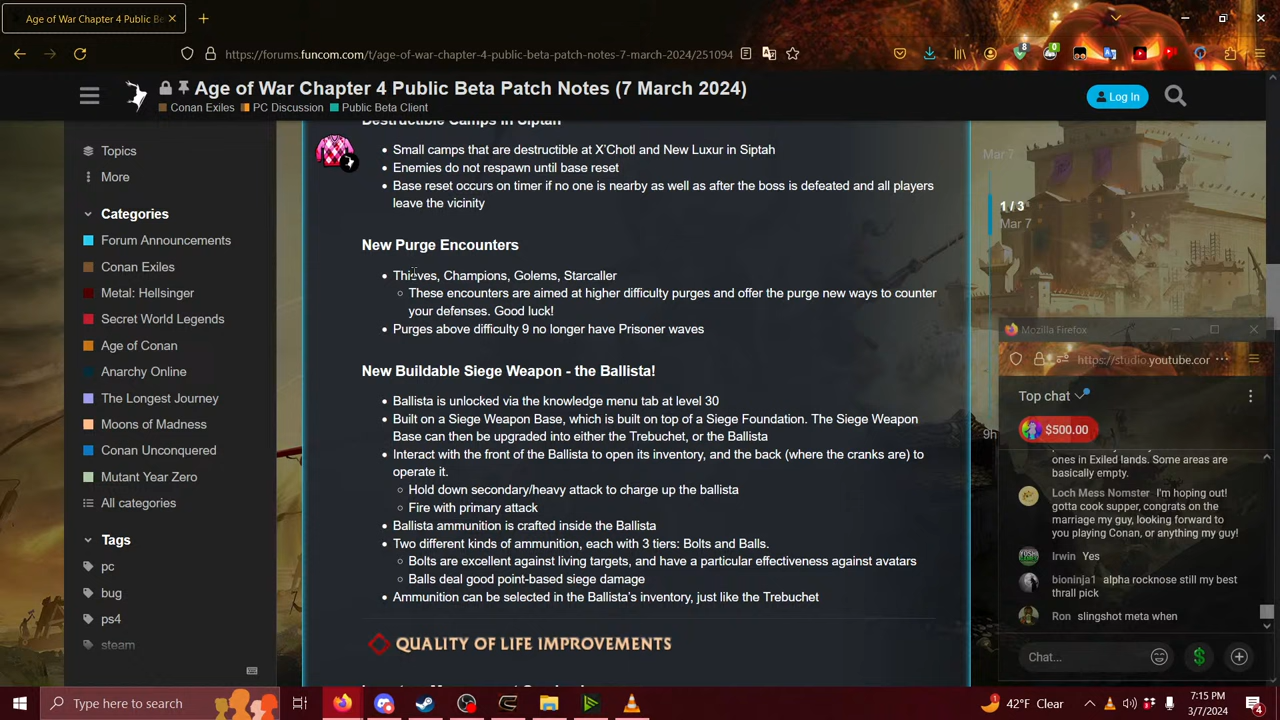 Age of War Chapter 4 Public Be
https://forums.funcom.com/t/age-of-war-chapter-4-public-beta-patch-notes-7-march-2024/251094
8
0
Age of War Chapter 4 Public Beta Patch Notes (7 March 2024)
Conan Exiles PC Discussion Public Beta Client
Log In
Topics
More
Categories
Forum Announcements
Conan Exiles
Metal: Hellsinger
Secret World Legends
Age of Conan
Anarchy Online
The Longest Journey
Moons of Madness
Conan Unconquered
Mutant Year Zero
All categories
Tags
pc
bug
ps4
steam
Destructible Camps in Siptah
Small camps that are destructible at X'Chotl and New Luxur in Siptah
Enemies do not respawn until base reset
Base reset occurs on timer if no one is nearby as well as after the boss is defeated and all players
leave the vicinity
New Purge Encounters
Thieves, Champions, Golems, Starcaller
These encounters are aimed at higher difficulty purges and offer the purge new ways to counter
your defenses. Good luck!
Purges above difficulty 9 no longer have Prisoner waves
New Buildable Siege Weapon - the Ballista!
Ballista is unlocked via the knowledge menu tab at level 30
Built on a Siege Weapon Base, which is built on top of a Siege Foundation. The Siege Weapon
Base can then be upgraded into either the Trebuchet, or the Ballista
Interact with the front of the Ballista to open its inventory, and the back (where the cranks are) to
operate it.
Hold down secondary/heavy attack to charge up the ballista
Fire with primary attack
Ballista ammunition is crafted inside the Ballista
Two different kinds of ammunition, each with 3 tiers: Bolts and Balls.
Bolts are excellent against living targets, and have a particular effectiveness against avatars
Balls deal good point-based siege damage
Ammunition can be selected in the Ballista's inventory, just like the Trebuchet
QUALITY OF LIFE IMPROVEMENTS
Mar 7
1 / 3
Mar 7
9h
Mozilla Firefox
https://studio.youtube.cor
Top chat
$500.00
ones in Exiled lands. Some areas are
basically empty.
Loch Mess Nomster I'm hoping out!
gotta cook supper, congrats on the
marriage my guy, looking forward to
you playing Conan, or anything my guy!
Irwin Yes
bioninja1 alpha rocknose still my best
thrall pick
Ron slingshot meta when
Chat...
Type here to search
42°F Clear
7:15 PM
3/7/2024
4